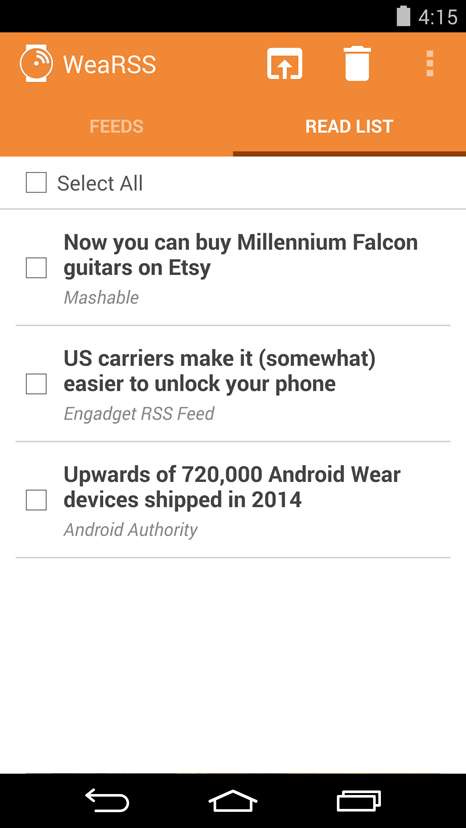 4:15
WeaRSS
FEEDS
READ LIST
Select All
Now you can buy Millennium Falcon
guitars on Etsy
Mashable
US carriers make it (somewhat)
easier to unlock your phone
Engadget RSS Feed
Upwards of 720,000 Android Wear
devices shipped in 2014
Android Authority